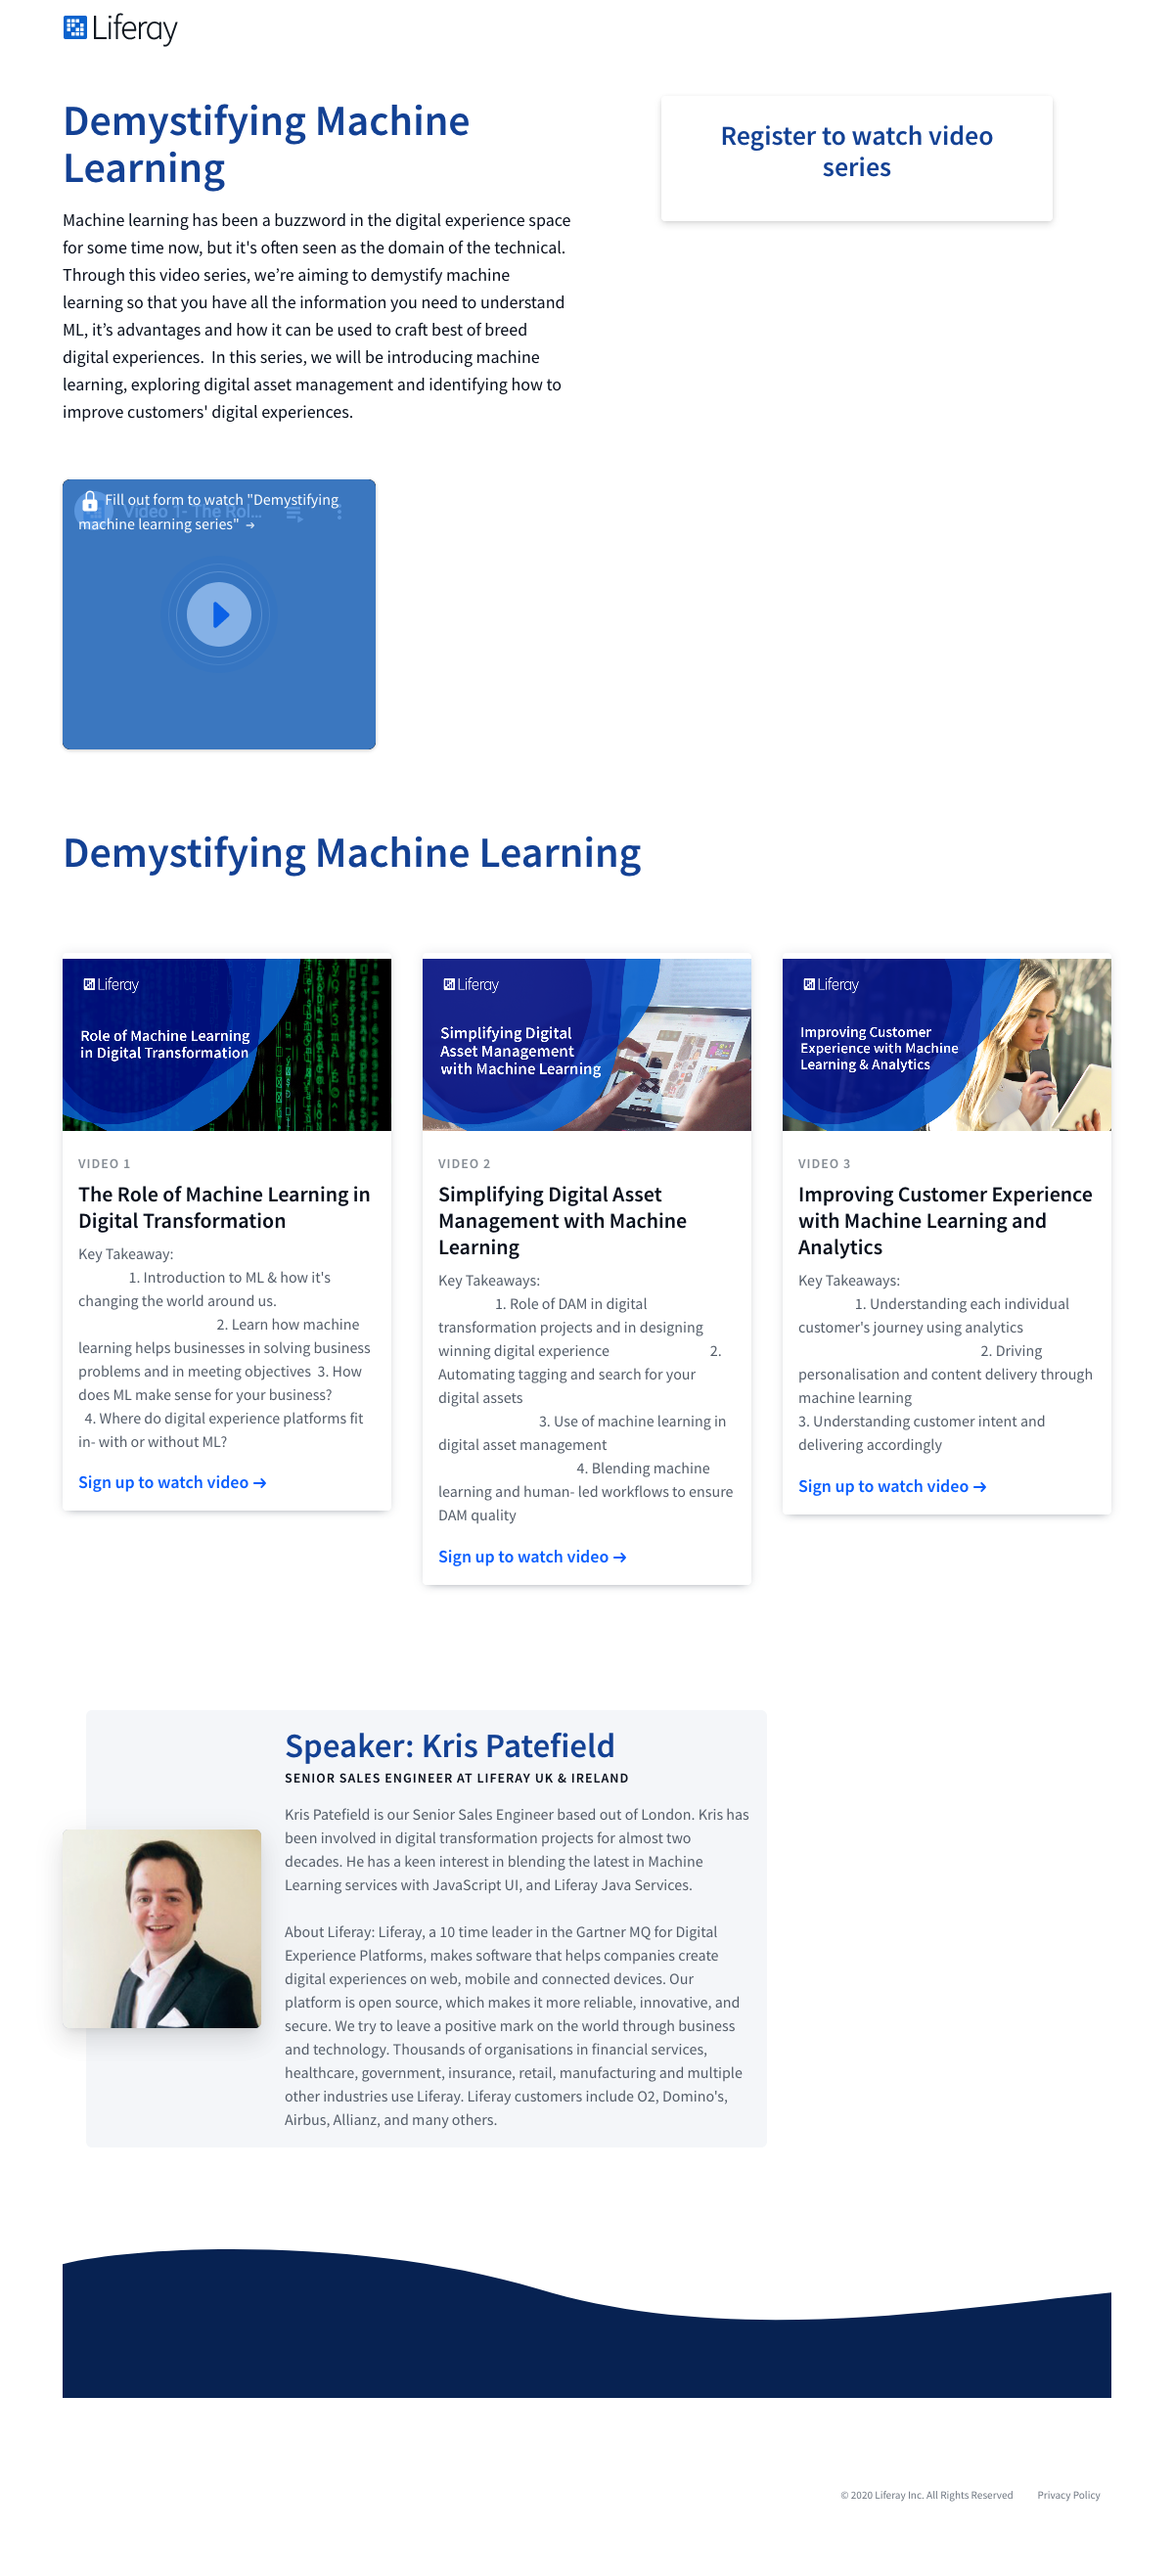 Liferay
Demystifying Machine
Learning
Register to watch video
series
Machine learning has been a buzzword in the digital experience space
for some time now, but it's often seen as the domain of the technical.
Through this video series, we’re aiming to demystify machine
learning so that you have all the information you need to understand
ML, it’s advantages and how it can be used to craft best of breed
digital experiences.  In this series, we will be introducing machine
learning, exploring digital asset management and identifying how to
improve customers' digital experiences.
Fill out form to watch "Demystifying
Video 1- The Rol...
machine learning series" →
Demystifying Machine Learning
Liferay
Role of Machine Learning
in Digital Transformation
VIDEO 1
The Role of Machine Learning in
Digital Transformation
Key Takeaway:
1. Introduction to ML & how it's
changing the world around us.
2. Learn how machine
learning helps businesses in solving business
problems and in meeting objectives  3. How
does ML make sense for your business?
4. Where do digital experience platforms fit
in- with or without ML?
Sign up to watch video →
Liferay
Simplifying Digital
Asset Management
with Machine Learning
VIDEO 2
Simplifying Digital Asset
Management with Machine
Learning
Key Takeaways:
1. Role of DAM in digital
transformation projects and in designing
winning digital experience 2.
Automating tagging and search for your
digital assets
3. Use of machine learning in
digital asset management
4. Blending machine
learning and human- led workflows to ensure
DAM quality
Sign up to watch video →
Liferay
Improving Customer
Experience with Machine
Learning & Analytics
VIDEO 3
Improving Customer Experience
with Machine Learning and
Analytics
Key Takeaways:
1. Understanding each individual
customer's journey using analytics
2. Driving
personalisation and content delivery through
machine learning
3. Understanding customer intent and
delivering accordingly
Sign up to watch video →
Speaker: Kris Patefield
SENIOR SALES ENGINEER AT LIFERAY UK & IRELAND
Kris Patefield is our Senior Sales Engineer based out of London. Kris has
been involved in digital transformation projects for almost two
decades. He has a keen interest in blending the latest in Machine
Learning services with JavaScript UI, and Liferay Java Services.
About Liferay: Liferay, a 10 time leader in the Gartner MQ for Digital
Experience Platforms, makes software that helps companies create
digital experiences on web, mobile and connected devices. Our
platform is open source, which makes it more reliable, innovative, and
secure. We try to leave a positive mark on the world through business
and technology. Thousands of organisations in financial services,
healthcare, government, insurance, retail, manufacturing and multiple
other industries use Liferay. Liferay customers include O2, Domino's,
Airbus, Allianz, and many others.
© 2020 Liferay Inc. All Rights Reserved Privacy Policy